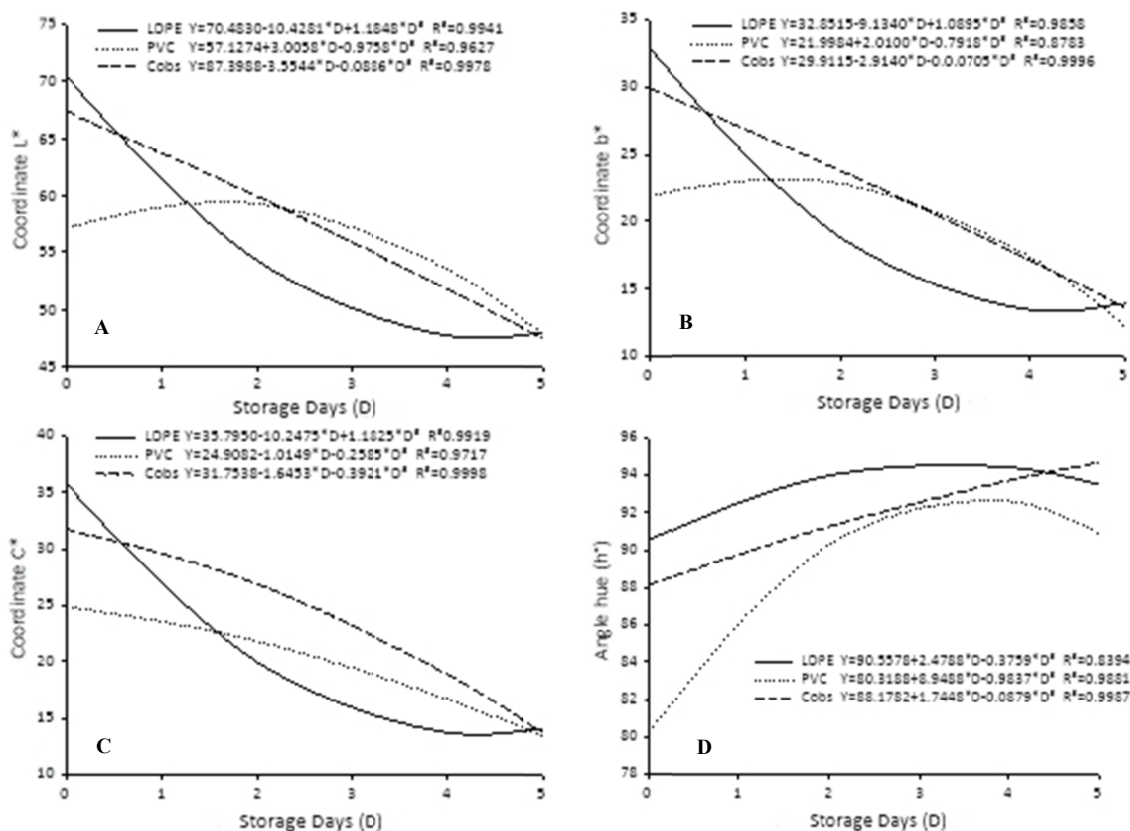 LDPE Y=70.4830-10.4281*D+1.1848*D² R²=0.9941
PVC Y=57.1274+3.0058*D-0.9758*D² R²=0.9627
Cobs Y=87.3988-3.5544*D-0.0886*D² R²=0.9978
Coordinate L*
75
70
65
60
55
50
45
A
0 1 2 3 4 5
Storage Days (D)
LDPE Y=32.8515-9.1340*D+1.0895*D² R²=0.9858
PVC Y=21.9984+2.0100*D-0.7918*D² R²=0.8783
Cobs Y=29.9115-2.9140*D-0.0.0705*D² R²=0.9996
Coordinate b*
35
30
25
20
15
10
B
0 1 2 3 4 5
Storage Days (D)
LDPE Y=35.7950-10.2475*D+1.1825*D² R²=0.9919
PVC Y=24.9082-1.0149*D-0.2585*D² R²=0.9717
Cobs Y=31.7538-1.6453*D-0.3921*D² R²=0.9998
Coordinate C*
40
35
30
25
20
15
10
C
0 1 2 3 4 5
Storage Days (D)
Angle hue (h°)
96
94
92
90
88
86
84
82
80
78
LDPE Y=90.5578+2.4788*D-0.3759*D² R²=0.8394
PVC Y=80.3188+8.9488*D-0.9837*D² R²=0.9881
Cobs Y=88.1782+1.7448*D-0.0879*D² R²=0.9987
D
0 1 2 3 4 5
Storage Days (D)